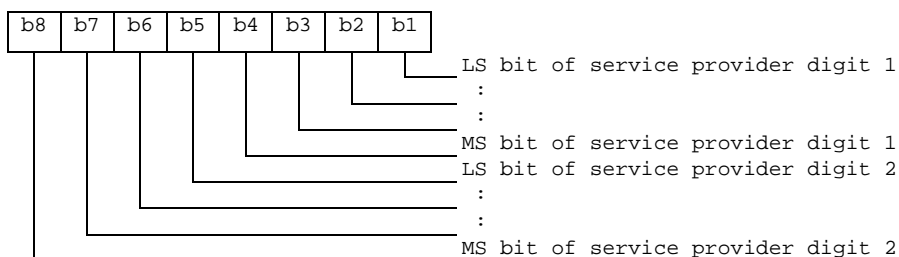 b8 b7 b6 b5 b4 b3 b2 b1
LS bit of service provider digit 1
:
:
MS bit of service provider digit 1
LS bit of service provider digit 2
:
:
MS bit of service provider digit 2